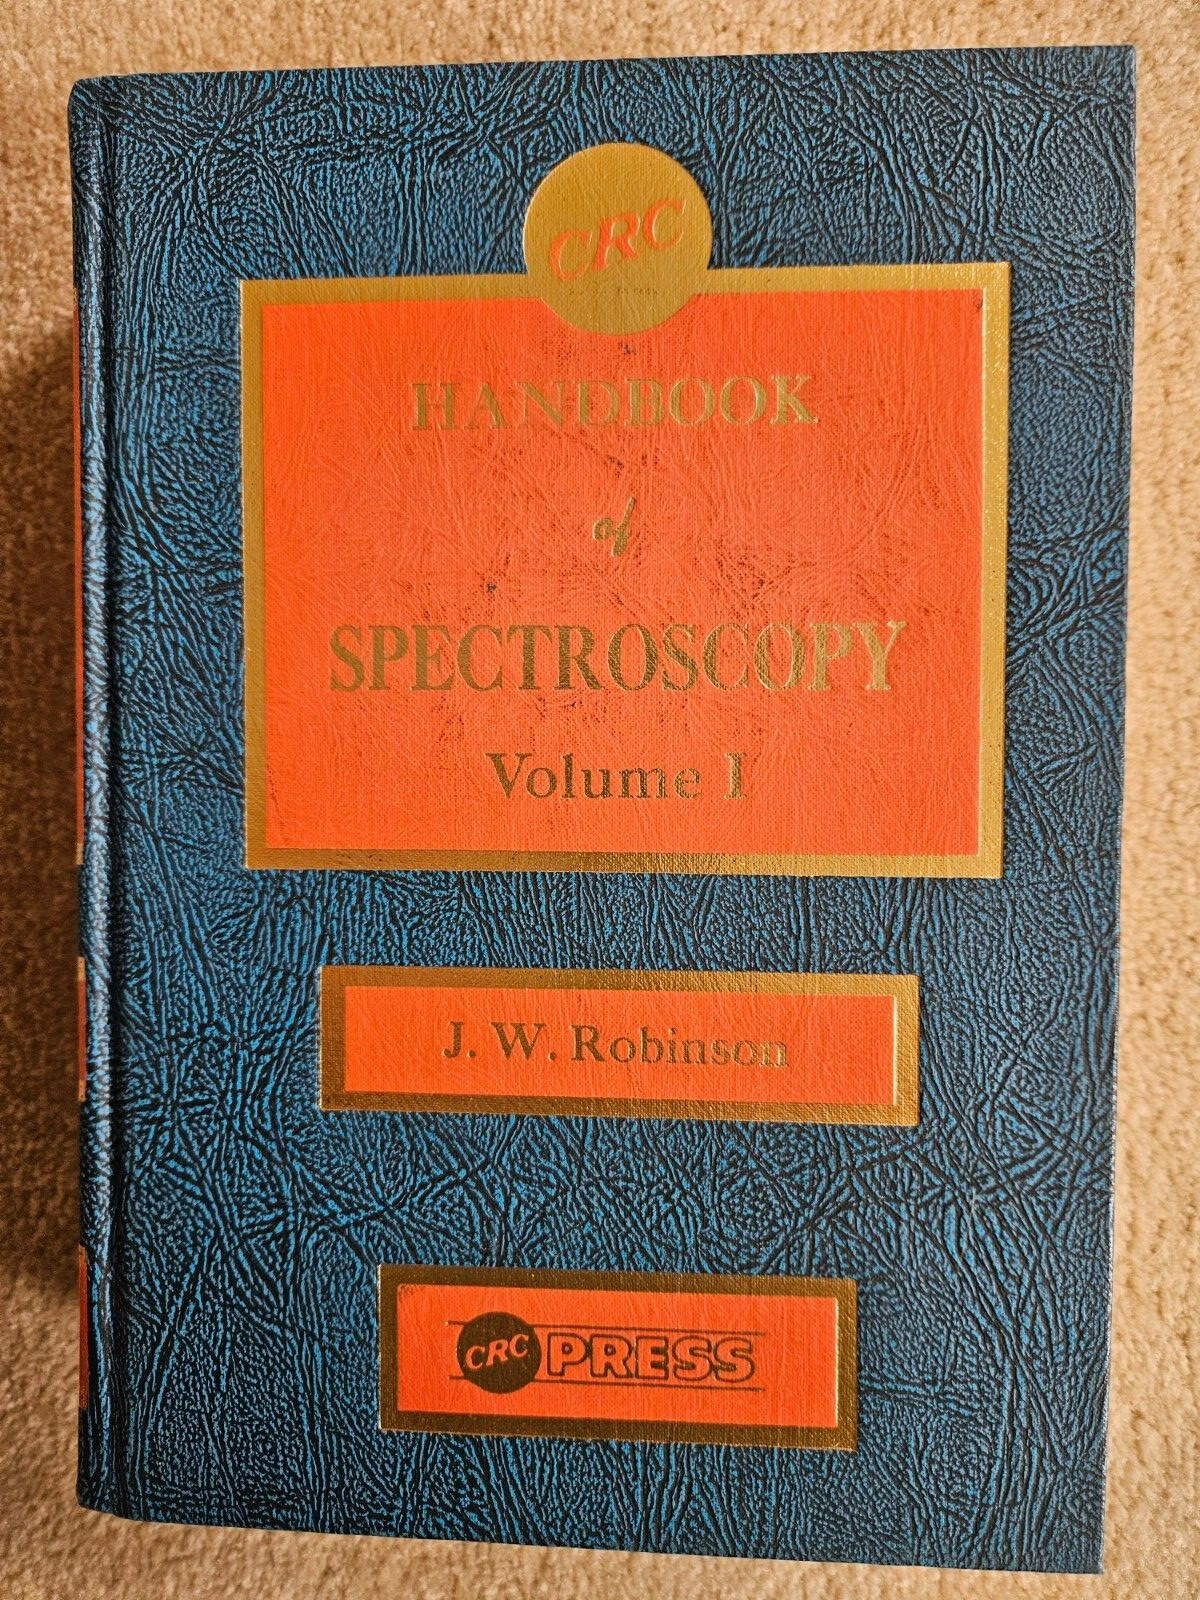 CRC
HANDBOOK
of
SPECTROSCOPY
Volume I
J. W. Robinson
CRC PRESS